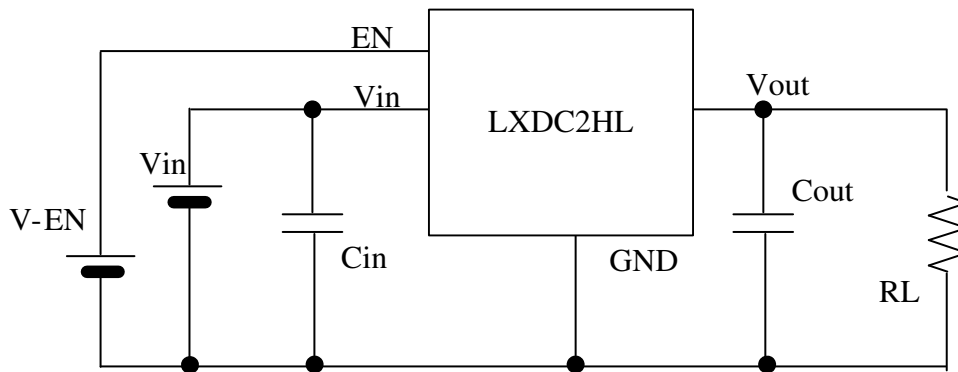 EN
Vout
Vin
LXDC2HL
Vin
Cout
V-EN
Cin
GND
RL